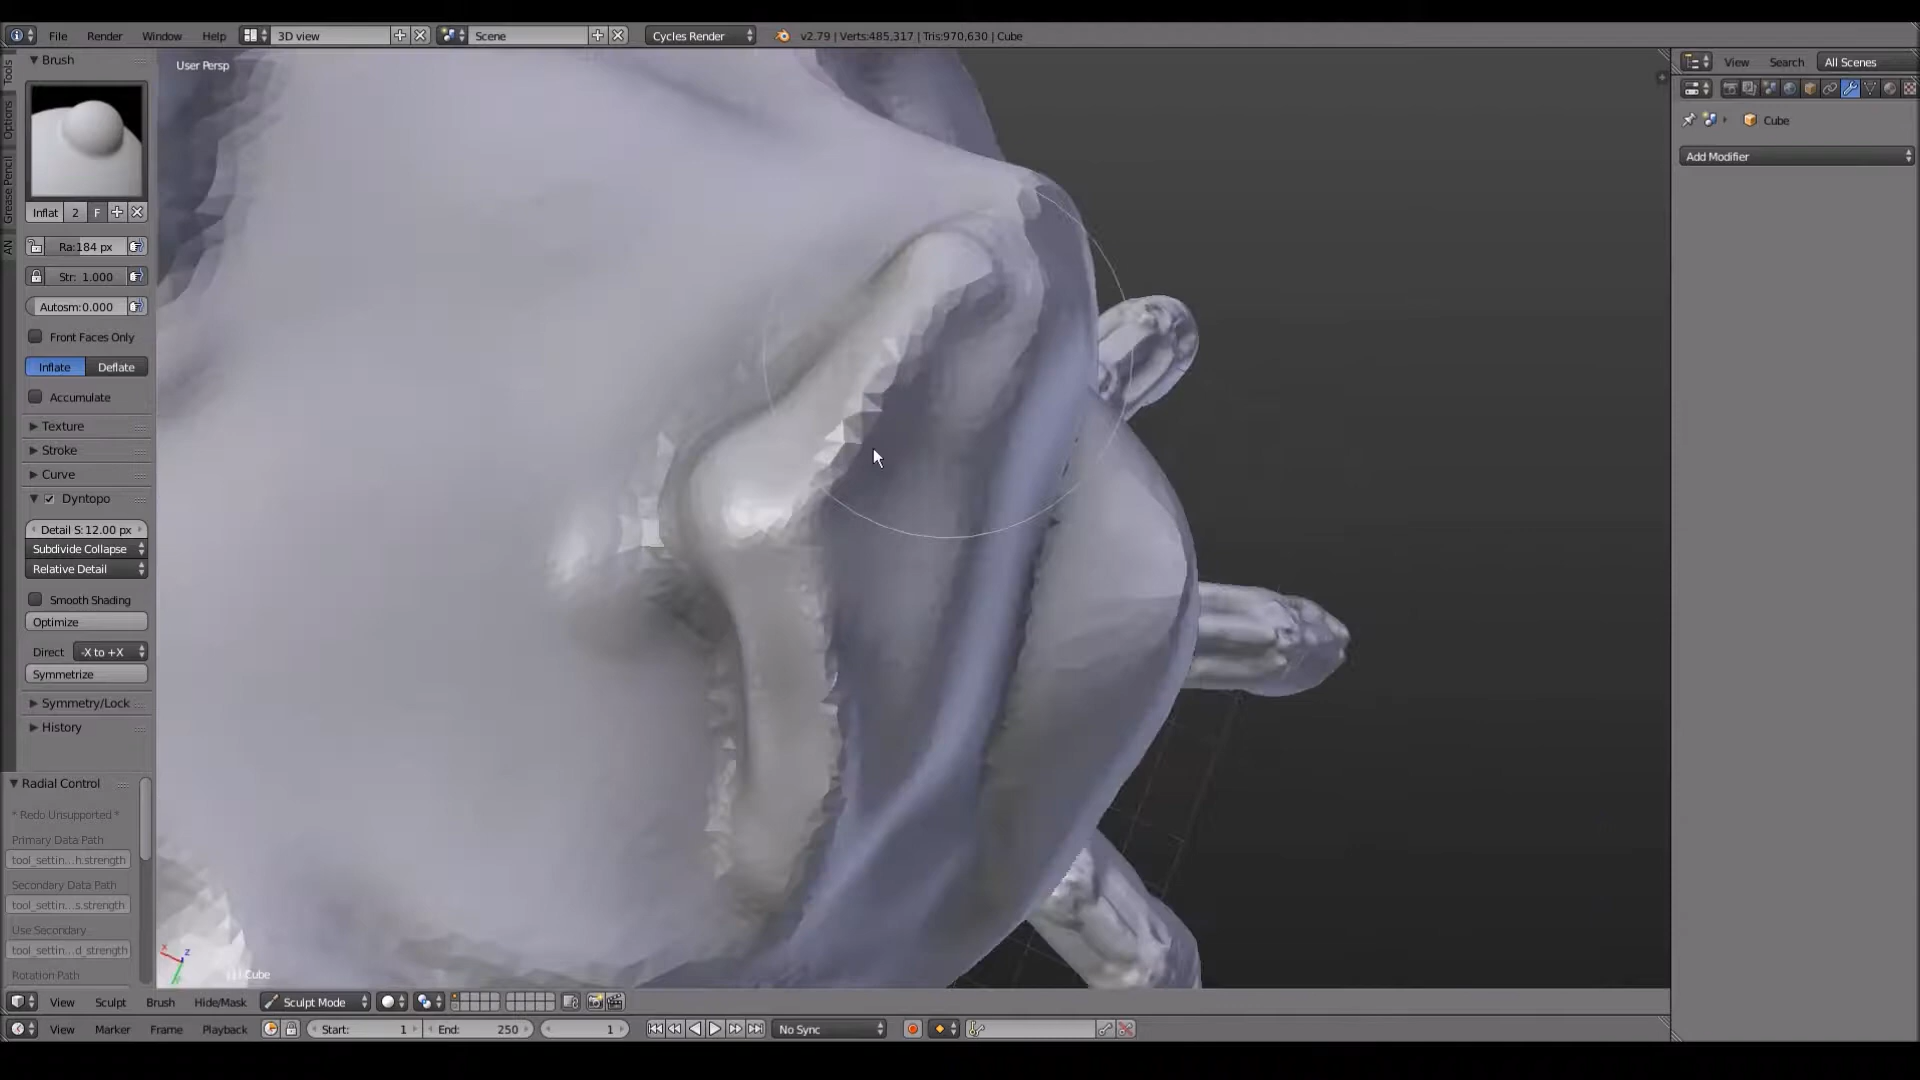 File Render Window Help 3D view Scene Cycles Render v2.79 | Verts:485,317 | Tris:970,630 | Cube
Tools
Options
Grease Pencil
AN
Brush
Inflat 2 F
Ra:184 px
Str: 1.000
Autosm:0.000
Front Faces Only
Inflate Deflate
Accumulate
Texture
Stroke
Curve
Dyntopo
Detail S:12.00 px
Subdivide Collapse
Relative Detail
Smooth Shading
Optimize
Direct -X to +X
Symmetrize
Symmetry/Lock
History
Radial Control
* Redo Unsupported *
Primary Data Path
tool_settin...h.strength
Secondary Data Path
tool_settin...s.strength
Use Secondary
tool_settin...d_strength
Rotation Path
User Persp
x z
Cube
View Search All Scenes
Cube
Add Modifier
View Sculpt Brush Hide/Mask Sculpt Mode
View Marker Frame Playback Start: 1 End: 250 1 No Sync